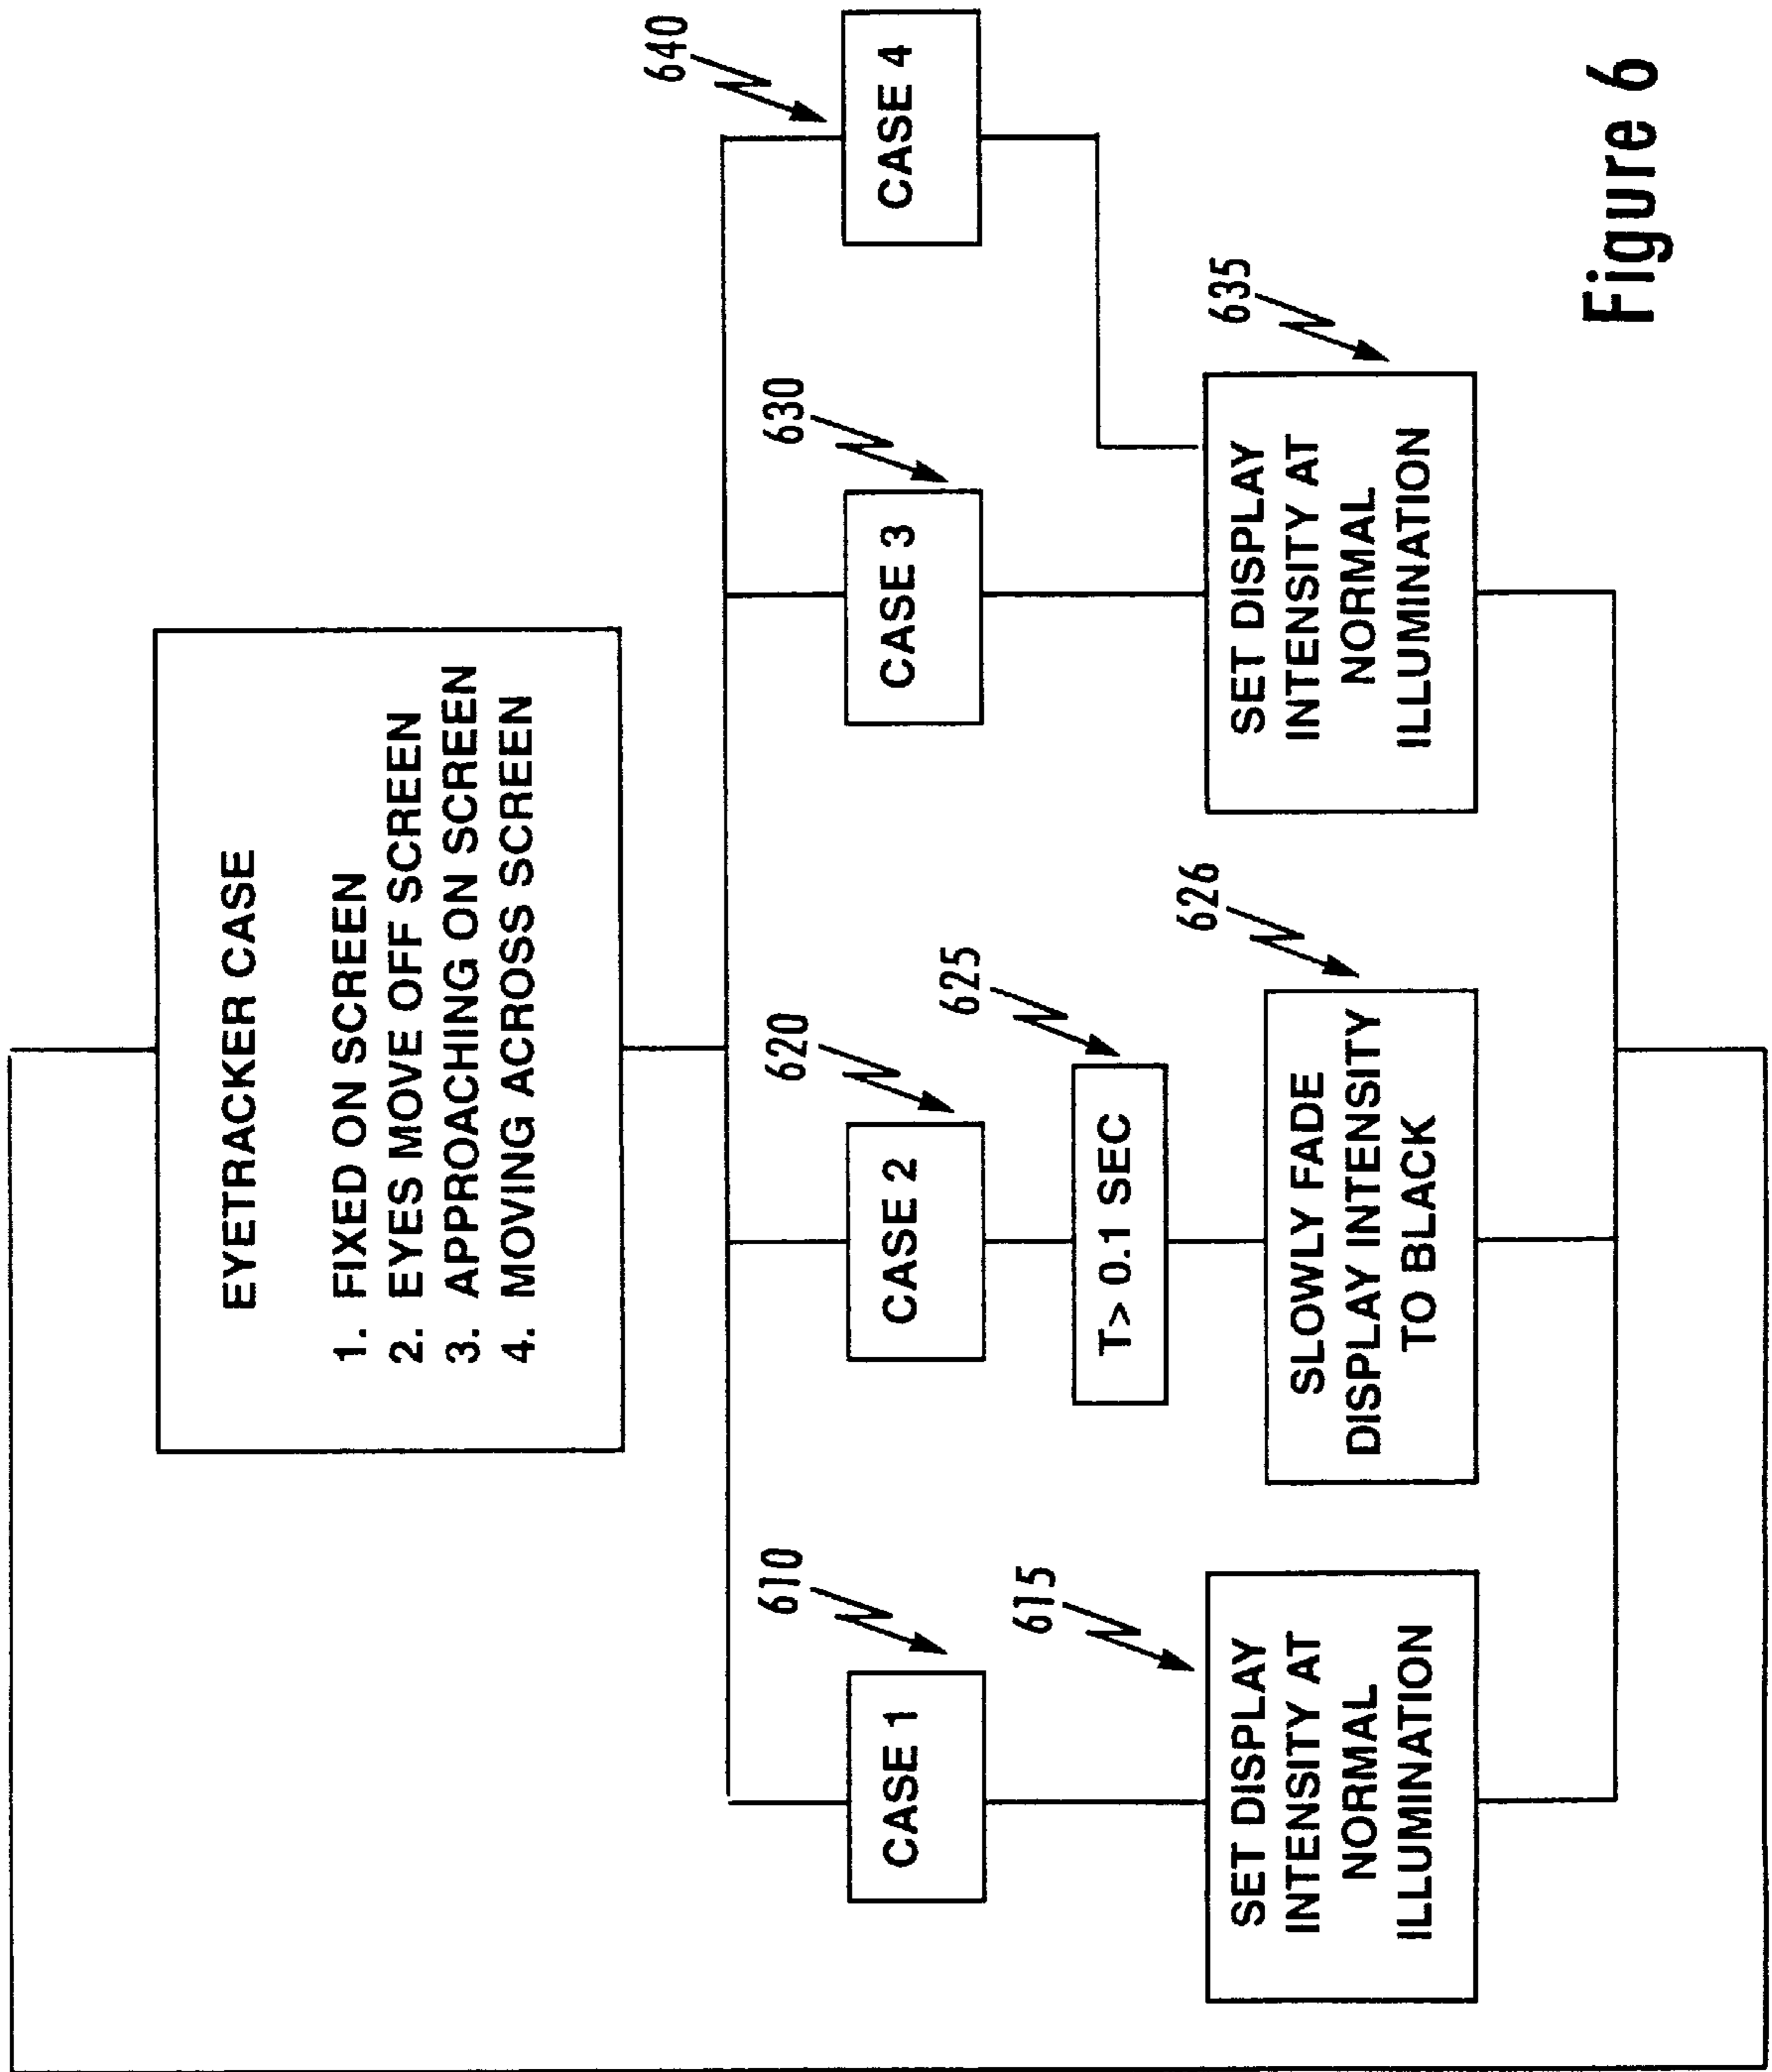 EYETRACKER CASE
1. FIXED ON SCREEN
2. EYES MOVE OFF SCREEN
3. APPROACHING ON SCREEN
4. MOVING ACROSS SCREEN
610
CASE 1
615
SET DISPLAY
INTENSITY AT
NORMAL
ILLUMINATION
620
CASE 2
625
T> 0.1 SEC
626
SLOWLY FADE
DISPLAY INTENSITY
TO BLACK
630
CASE 3
635
SET DISPLAY
INTENSITY AT
NORMAL
ILLUMINATION
640
CASE 4
Figure 6